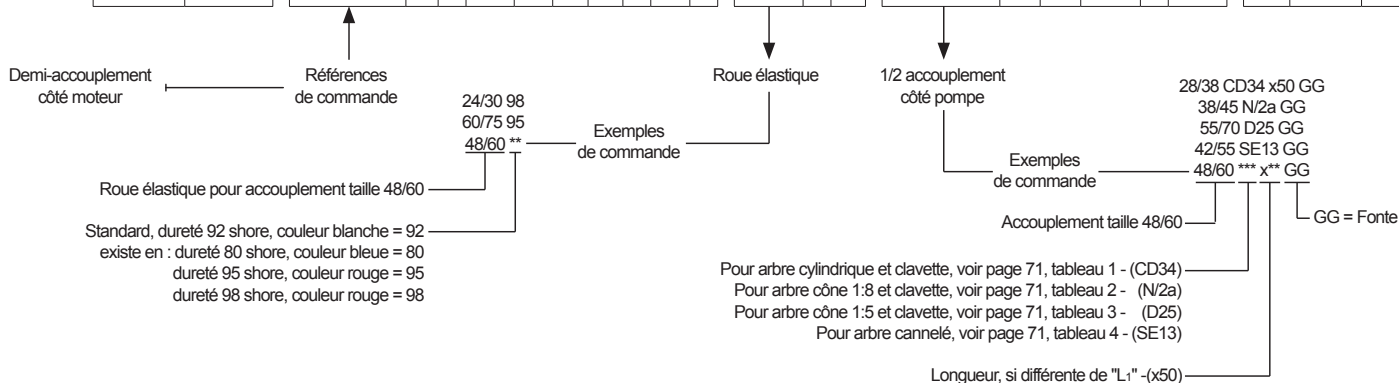 Demi-accouplement
côté moteur
Références
de commande
24/30 98
60/75 95
48/60 **
Exemples
de commande
Roue élastique
Roue élastique pour accouplement taille 48/60
Standard, dureté 92 shore, couleur blanche = 92
existe en : dureté 80 shore, couleur bleue = 80
dureté 95 shore, couleur rouge = 95
dureté 98 shore, couleur rouge = 98
1/2 accouplement
côté pompe
28/38 CD34 x50 GG
38/45 N/2a GG
55/70 D25 GG
42/55 SE13 GG
48/60 *** x** GG
Exemples
de commande
Accouplement taille 48/60
GG = Fonte
Pour arbre cylindrique et clavette, voir page 71, tableau 1 - (CD34)
Pour arbre cône 1:8 et clavette, voir page 71, tableau 2 - (N/2a)
Pour arbre cône 1:5 et clavette, voir page 71, tableau 3 - (D25)
Pour arbre cannelé, voir page 71, tableau 4 - (SE13)
Longueur, si différente de "L1" -(x50)